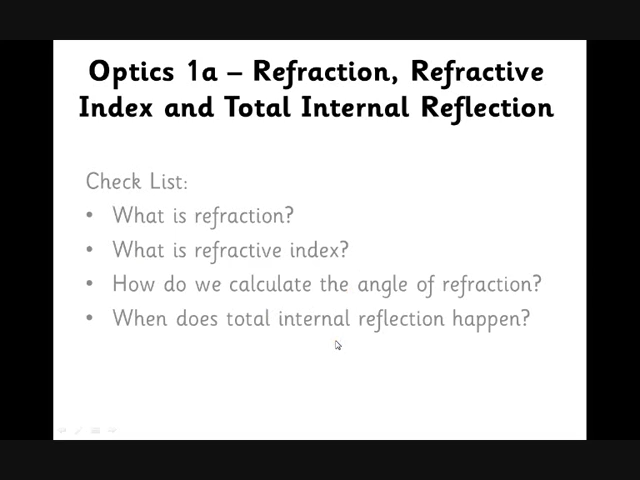 Optics 1a – Refraction, Refractive
Index and Total Internal Reflection
Check List:
• What is refraction?
• What is refractive index?
• How do we calculate the angle of refraction?
• When does total internal reflection happen?